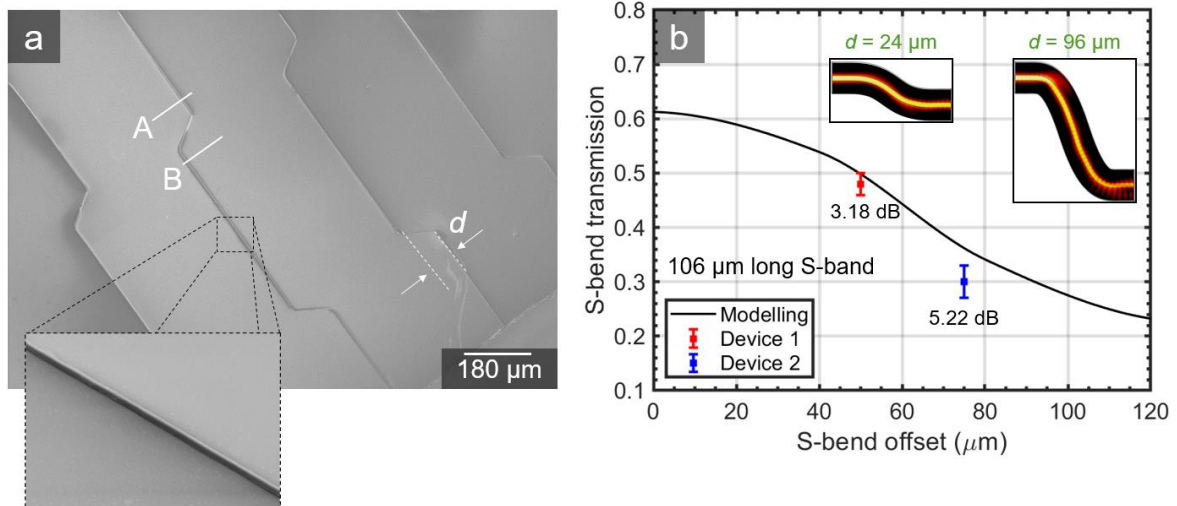 a
A
B
d
180 µm
b
d = 24 µm
d = 96 µm
0.8
0.7
0.6
0.5
0.4
0.3
0.2
0.1
S-bend transmission
3.18 dB
5.22 dB
106 µm long S-band
Modelling
Device 1
Device 2
0
20
40
60
80
100
120
S-bend offset (µm)